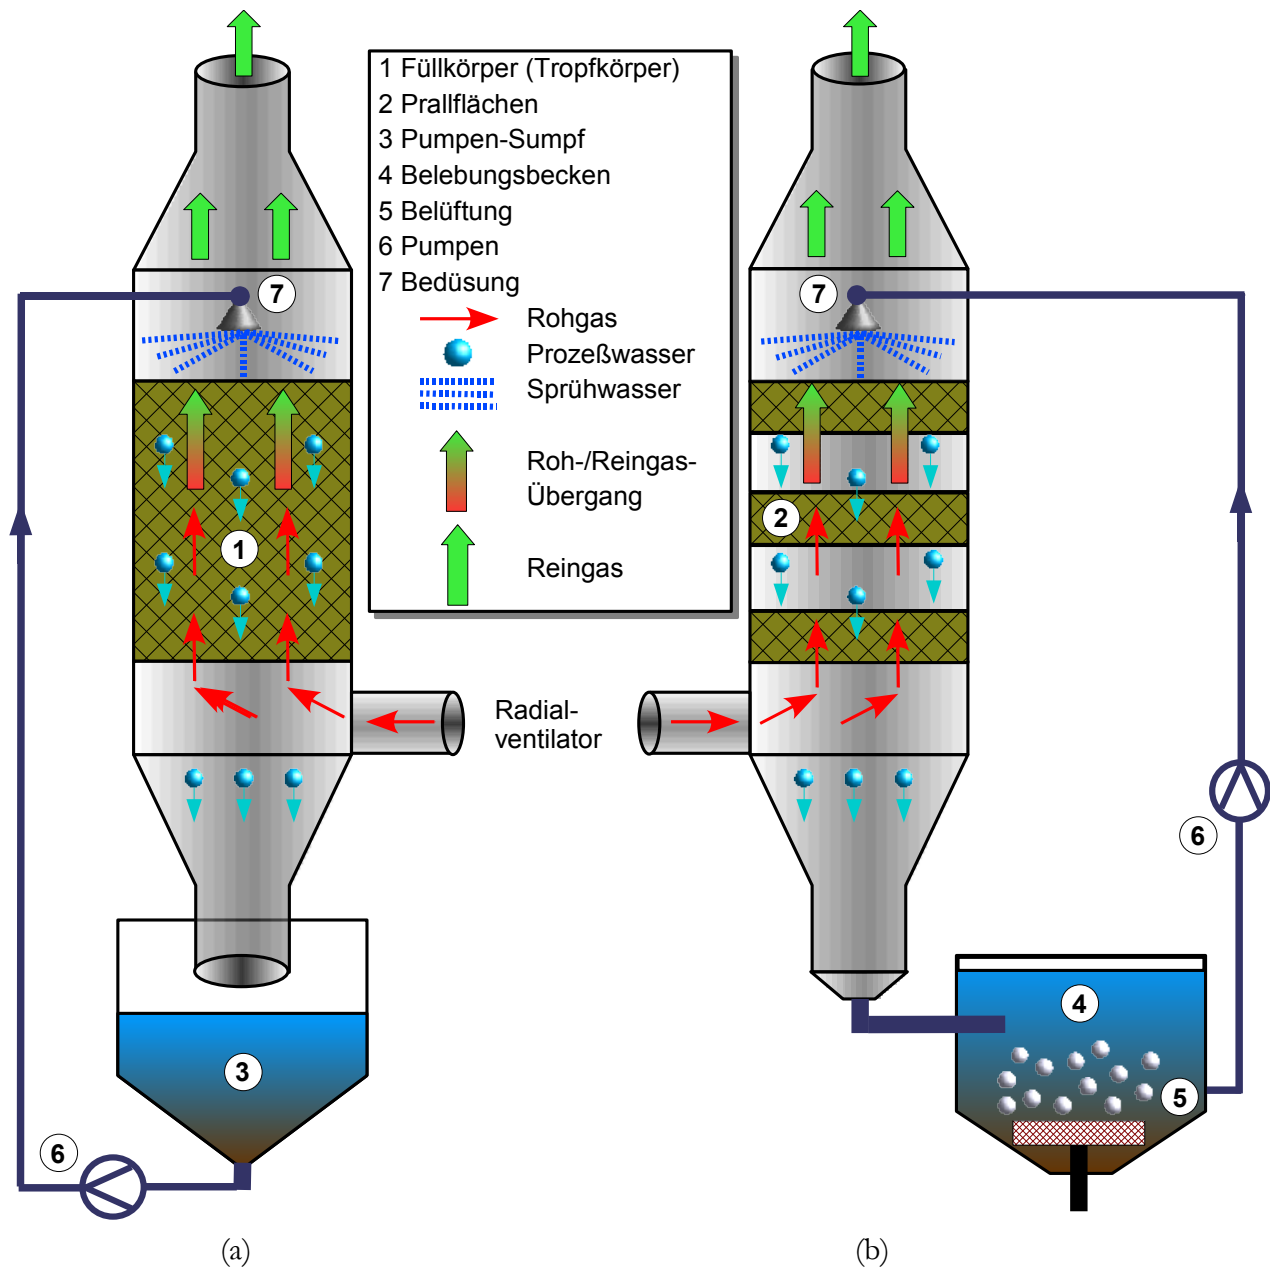 1 Füllkörper (Tropfkörper)
2 Prallflächen
3 Pumpen-Sumpf
4 Belebungsbecken
5 Belüftung
6 Pumpen
7 Bedüsung
Rohgas
Prozeßwasser
Sprühwasser
Roh-/Reingas-
Übergang
Reingas
7
7
1
2
Radial-
ventilator
6
4
3
5
6
(a)
(b)